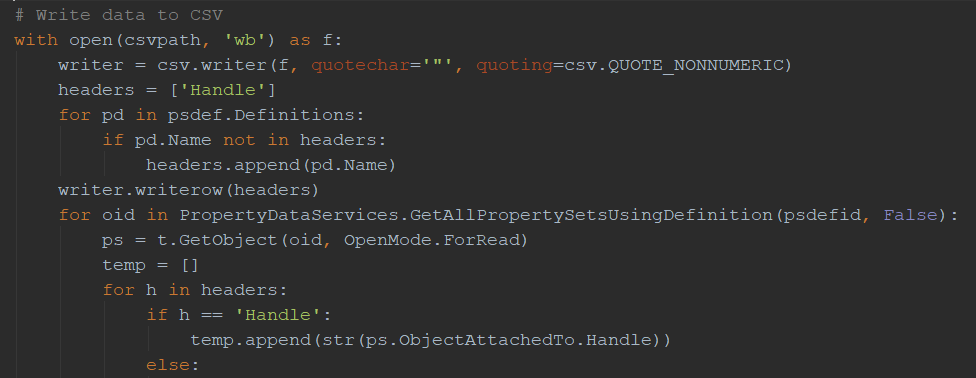 # Write data to CSV
with open(csvpath, 'wb') as f:
    writer = csv.writer(f, quotechar='"', quoting=csv.QUOTE_NONNUMERIC)
    headers = ['Handle']
    for pd in psdef.Definitions:
        if pd.Name not in headers:
            headers.append(pd.Name)
    writer.writerow(headers)
    for oid in PropertyDataServices.GetAllPropertySetsUsingDefinition(psdefid, False):
        ps = t.GetObject(oid, OpenMode.ForRead)
        temp = []
        for h in headers:
            if h == 'Handle':
                temp.append(str(ps.ObjectAttachedTo.Handle))
            else: